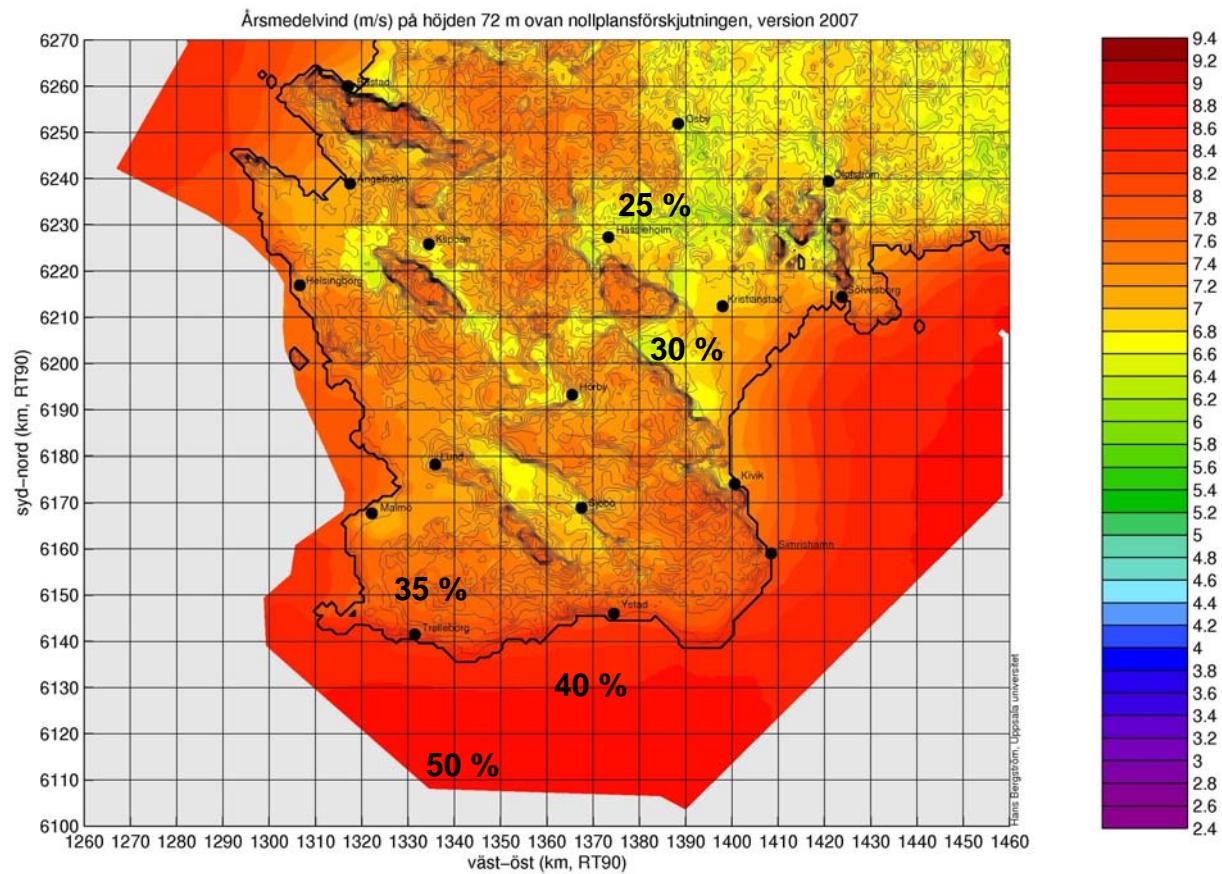 Årsmedelvind (m/s) på höjden 72 m ovan nollplansförskjutningen, version 2007
6270
6260
6250
6240
6230
6220
6210
6200
6190
6180
6170
6160
6150
6140
6130
6120
6110
6100
syd–nord (km, RT90)
1260 1270 1280 1290 1300 1310 1320 1330 1340 1350 1360 1370 1380 1390 1400 1410 1420 1430 1440 1450 1460
väst–öst (km, RT90)
Båstad
Osby
Ängelholm
Olofström
25 %
Hässleholm
Klippan
Helsingborg
Sölvesborg
Kristianstad
30 %
Hörby
Lund
Kivik
Malmö
Sjöbo
Simrishamn
35 %
Ystad
Trelleborg
40 %
50 %
Hans Bergström, Uppsala universitet
9.4
9.2
9
8.8
8.6
8.4
8.2
8
7.8
7.6
7.4
7.2
7
6.8
6.6
6.4
6.2
6
5.8
5.6
5.4
5.2
5
4.8
4.6
4.4
4.2
4
3.8
3.6
3.4
3.2
3
2.8
2.6
2.4